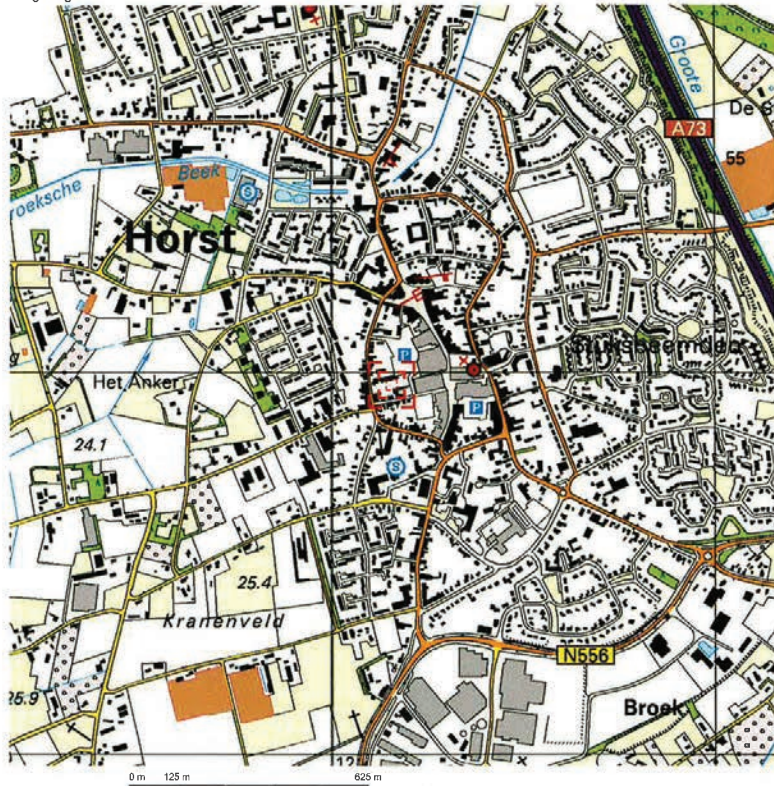 Groote
A73
De S
55
Beek
roeksche
S
Horst
P
Het Anker
P
24.1
S
25.4
Kranenveld
N556
25.9
Broek
12
0 m 125 m 625 m